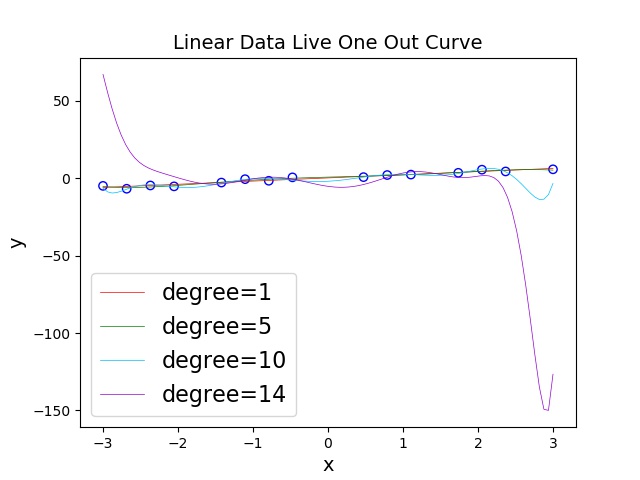 Linear Data Live One Out Curve
50
0
−50
−100
−150
y
degree=1
degree=5
degree=10
degree=14
−3 −2 −1 0 1 2 3
x